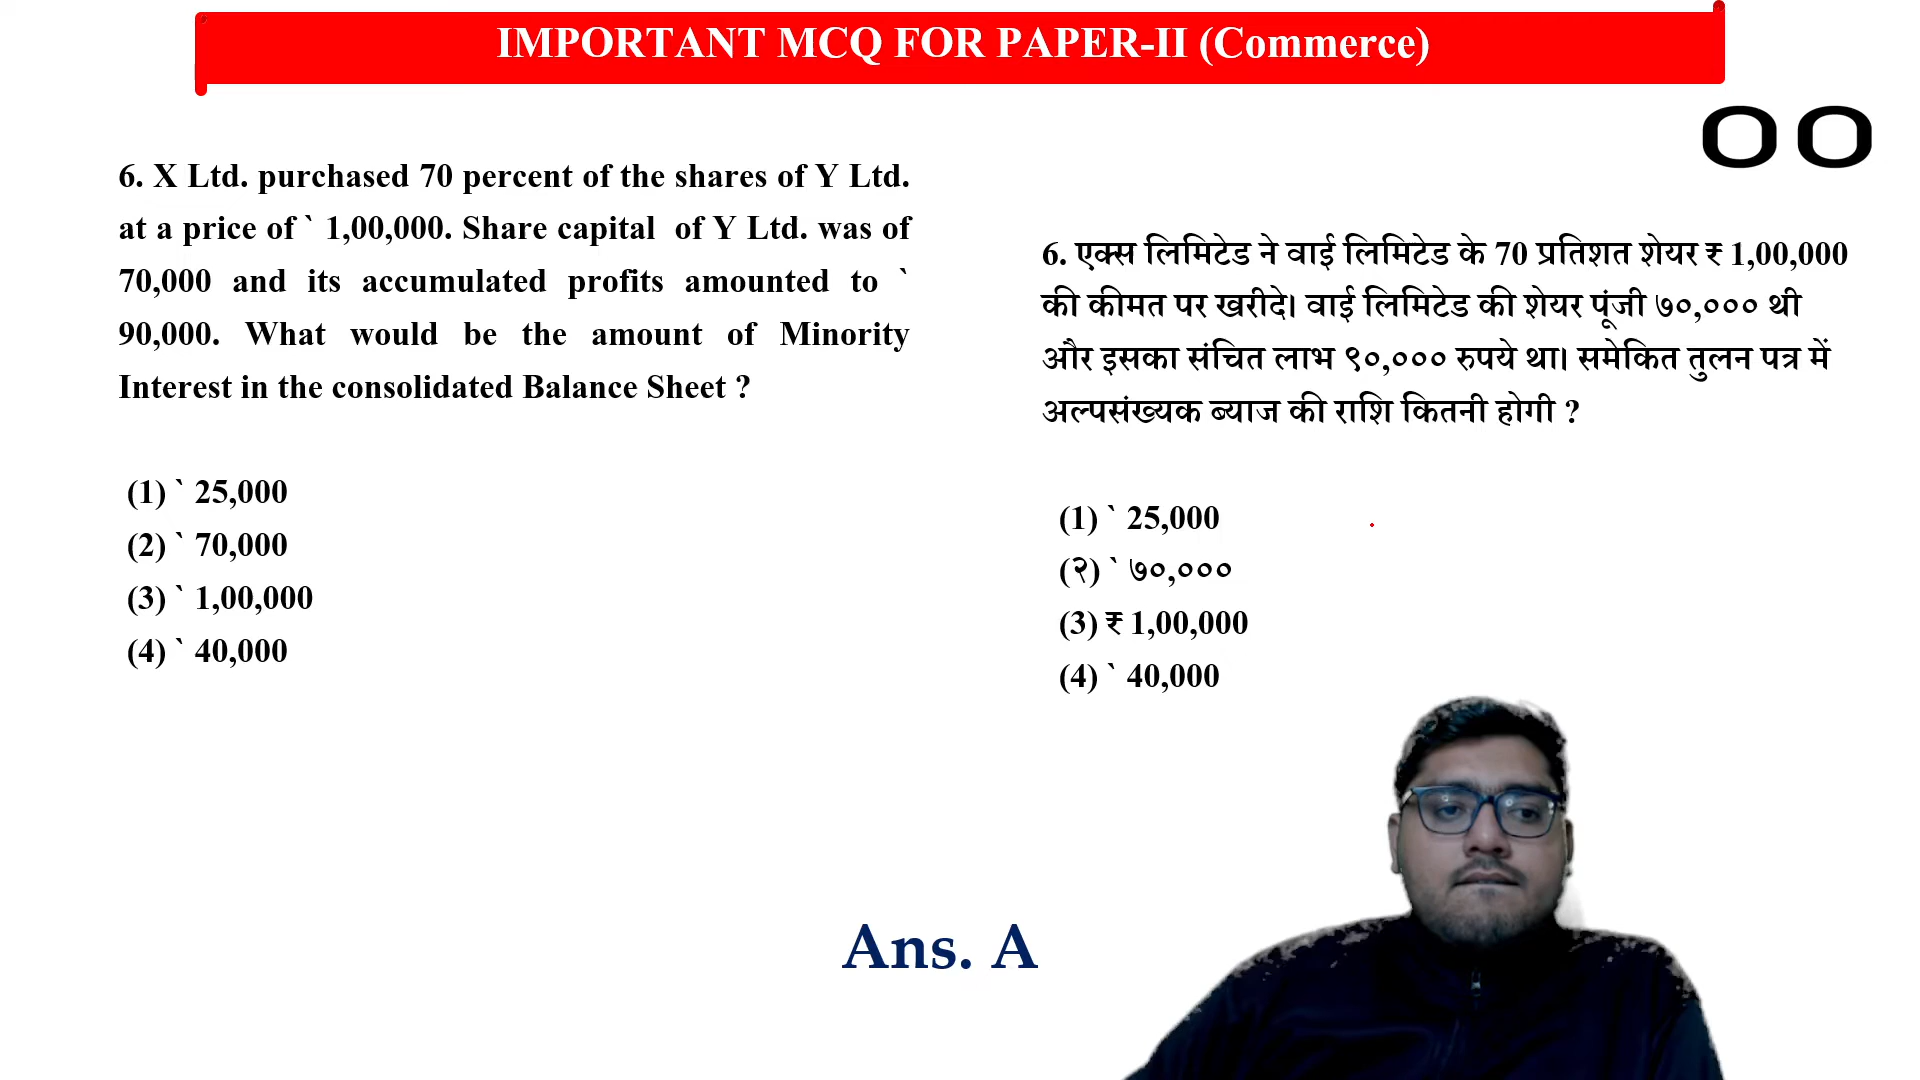 IMPORTANT MCQ FOR PAPER-II (Commerce)
00
6. X Ltd. purchased 70 percent of the shares of Y Ltd.
at a price of ` 1,00,000. Share capital of Y Ltd. was of
70,000 and its accumulated profits amounted to `
90,000. What would be the amount of Minority
Interest in the consolidated Balance Sheet ?
(1) ` 25,000
(2) ` 70,000
(3) ` 1,00,000
(4) ` 40,000
6. एक्स लिमिटेड ने वाई लिमिटेड के 70 प्रतिशत शेयर ₹ 1,00,000
की कीमत पर खरीदे। वाई लिमिटेड की शेयर पूंजी ७०,००० थी
और इसका संचित लाभ ९०,००० रुपये था। समेकित तुलन पत्र में
अल्पसंख्यक ब्याज की राशि कितनी होगी ?
(1) ` 25,000
(२) ` ७०,०००
(3) ₹ 1,00,000
(4) ` 40,000
Ans. A